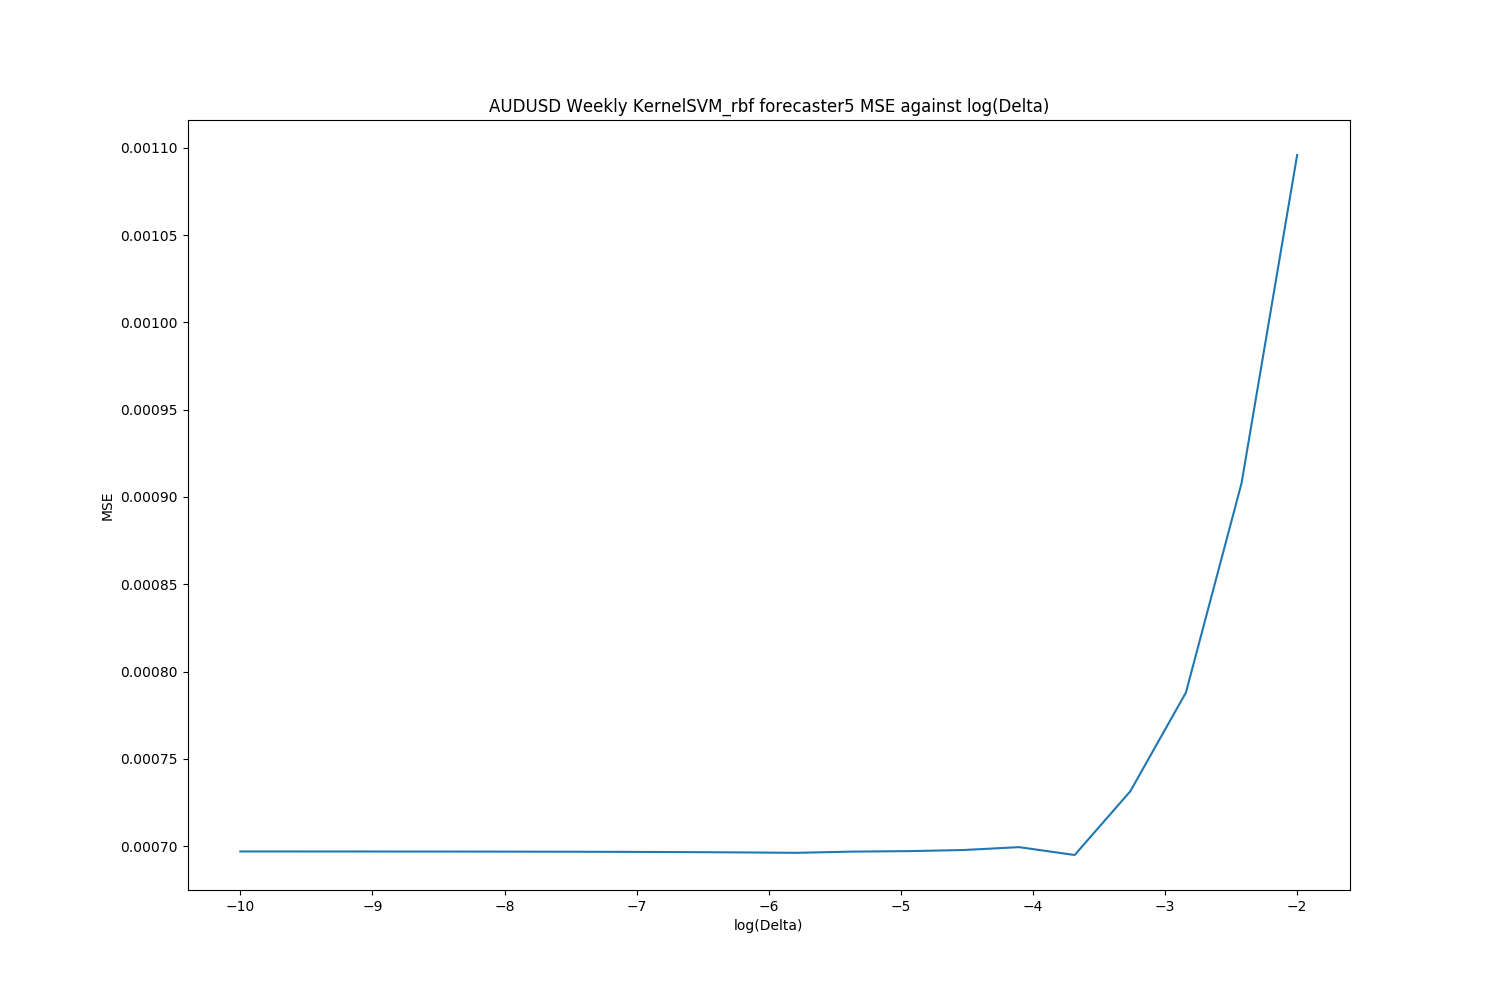 AUDUSD Weekly KernelSVM_rbf forecaster5 MSE against log(Delta)
0.00110
0.00105
0.00100
0.00095
0.00090
0.00085
0.00080
0.00075
0.00070
MSE
−10 −9 −8 −7 −6 −5 −4 −3 −2
log(Delta)